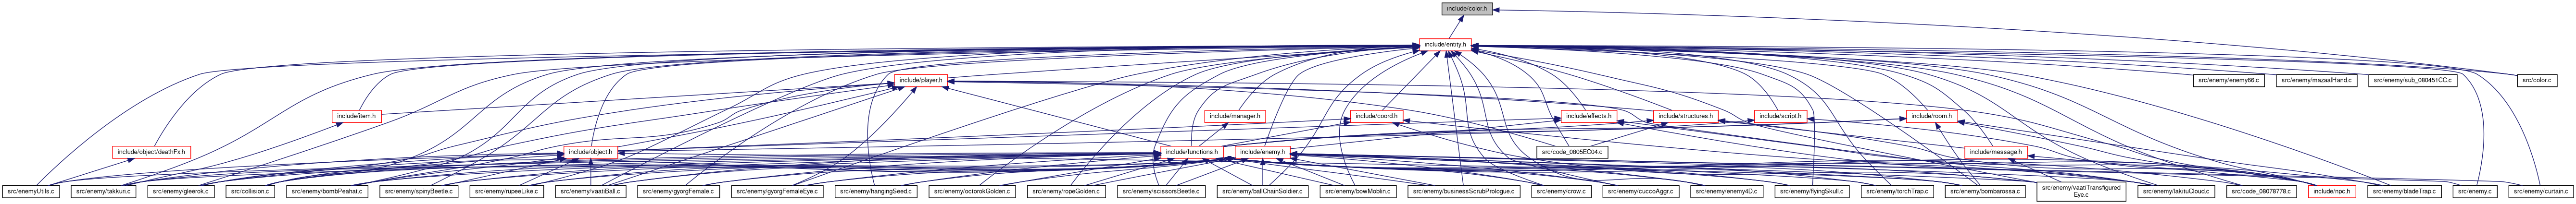 include/color.h
include/entity.h
include/player.h
src/enemy/enemy66.c
src/enemy/mazaalHand.c
src/enemy/sub_080451CC.c
src/color.c
include/item.h
include/manager.h
include/coord.h
include/effects.h
include/structures.h
include/script.h
include/room.h
include/object/deathFx.h
include/object.h
include/functions.h
include/enemy.h
src/code_0805EC04.c
include/message.h
src/enemyUtils.c
src/enemy/takkuri.c
src/enemy/gleerok.c
src/collision.c
src/enemy/bombPeahat.c
src/enemy/spinyBeetle.c
src/enemy/rupeeLike.c
src/enemy/vaatiBall.c
src/enemy/gyorgFemale.c
src/enemy/gyorgFemaleEye.c
src/enemy/hangingSeed.c
src/enemy/octorokGolden.c
src/enemy/ropeGolden.c
src/enemy/scissorsBeetle.c
src/enemy/ballChainSoldier.c
src/enemy/bowMoblin.c
src/enemy/businessScrubPrologue.c
src/enemy/crow.c
src/enemy/cuccoAggr.c
src/enemy/enemy4D.c
src/enemy/flyingSkull.c
src/enemy/torchTrap.c
src/enemy/bombarossa.c
src/enemy/vaatiTransfigured
Eye.c
src/enemy/lakituCloud.c
src/code_08078778.c
include/npc.h
src/enemy/bladeTrap.c
src/enemy.c
src/enemy/curtain.c